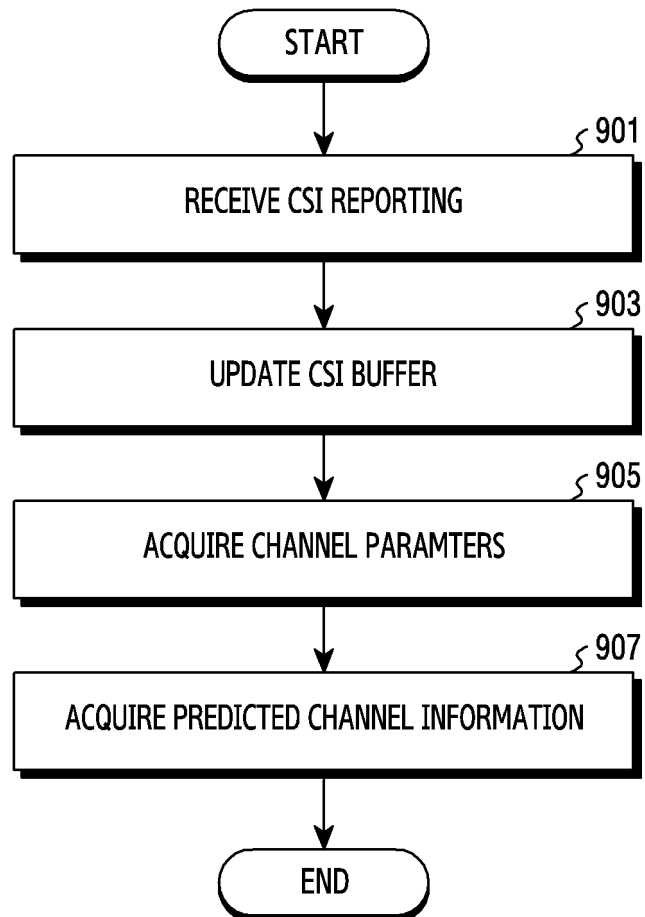 START
901
RECEIVE CSI REPORTING
903
UPDATE CSI BUFFER
905
ACQUIRE CHANNEL PARAMTERS
907
ACQUIRE PREDICTED CHANNEL INFORMATION
END